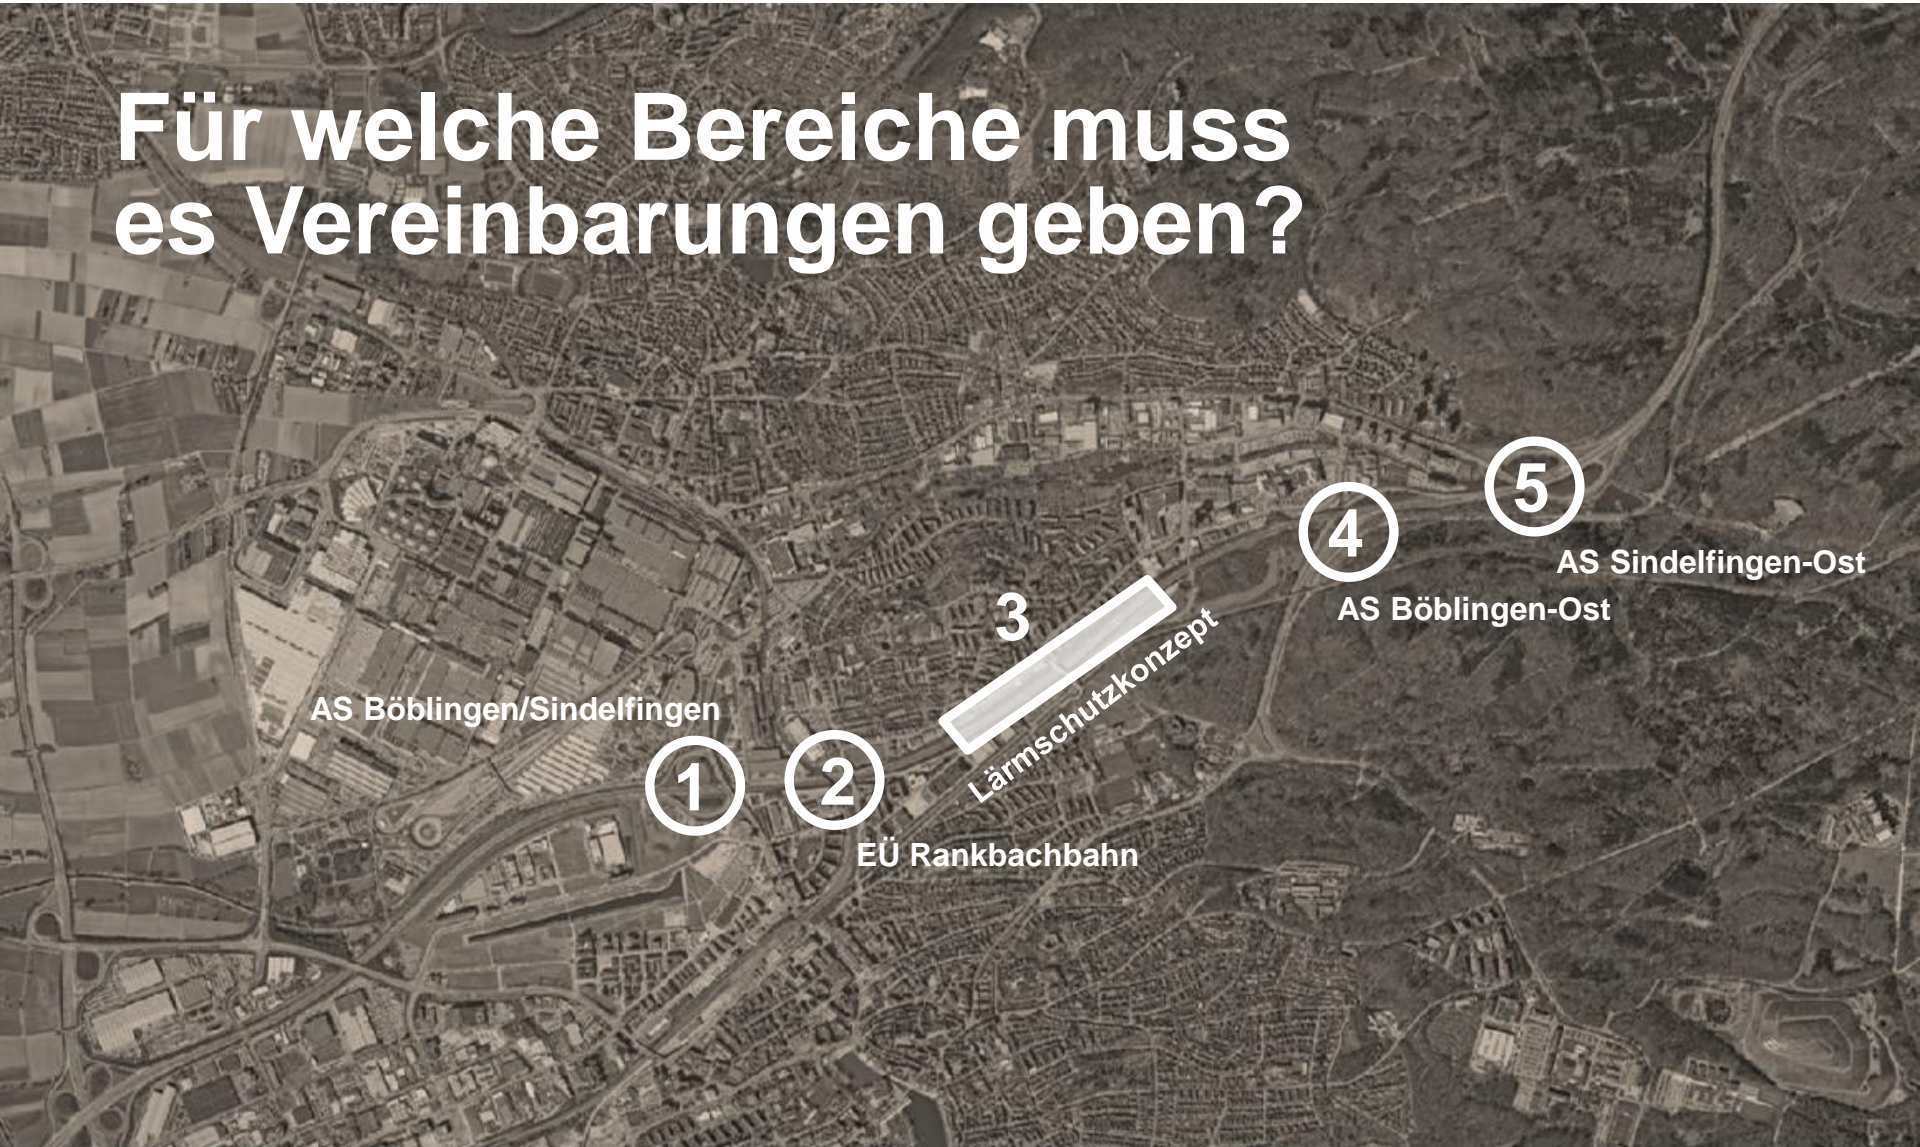 Für welche Bereiche muss
es Vereinbarungen geben?
5
4
AS Sindelfingen-Ost
AS Böblingen-Ost
3
Lärmschutzkonzept
AS Böblingen/Sindelfingen
1
2
EÜ Rankbachbahn